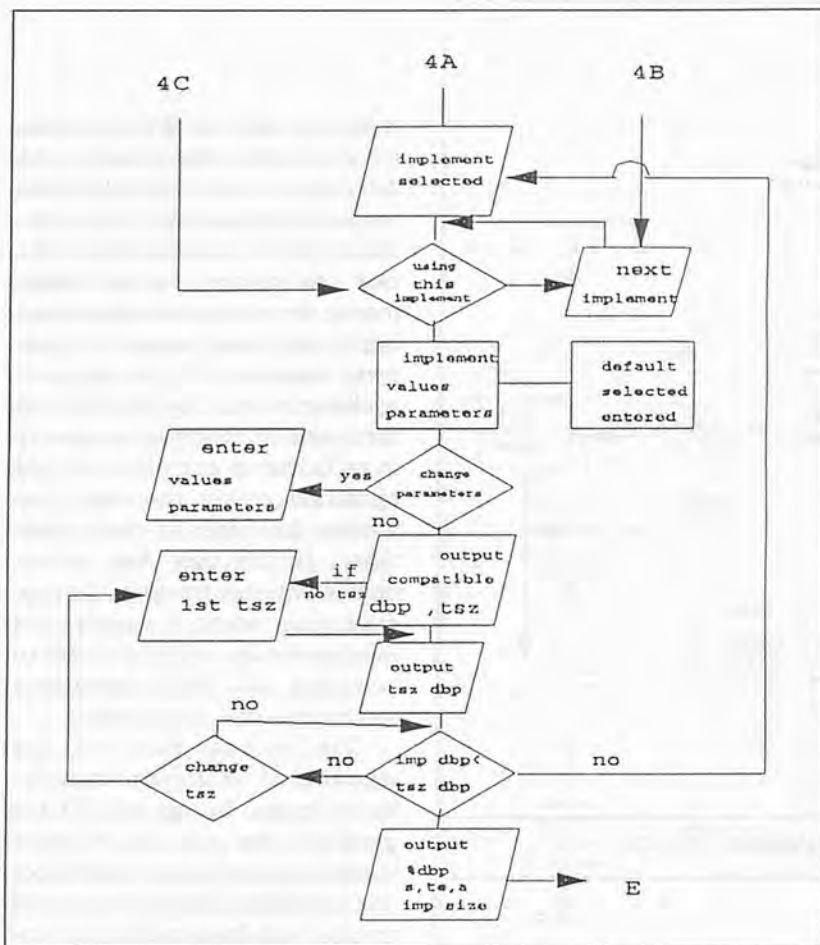 4C
4A
4B
implement
selected
using
this
implement
next
implement
implement
values
parameters
default
selected
entered
enter
values
parameters
yes
change
parameters
no
enter
1st tsz
if
no tsz
output
compatible
dbp ,tsz
output
tsz dbp
no
change
tsz
no
imp dbp<
tsz dbp
no
output
%dbp
s,te,a
imp size
E